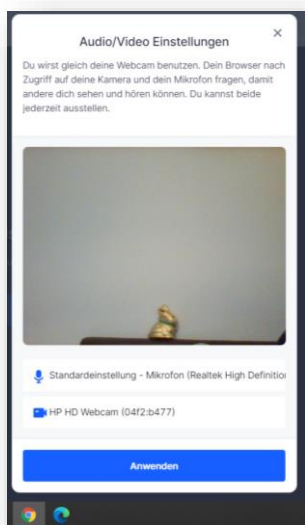 Audio/Video Einstellungen
Du wirst gleich deine Webcam benutzen. Dein Browser nach
Zugriff auf deine Kamera und dein Mikrofon fragen, damit
andere dich sehen und hören können. Du kannst beide
jederzeit ausstellen.
Standardeinstellung - Mikrofon (Realtek High Definitio
HP HD Webcam (04f2:b477)
Anwenden